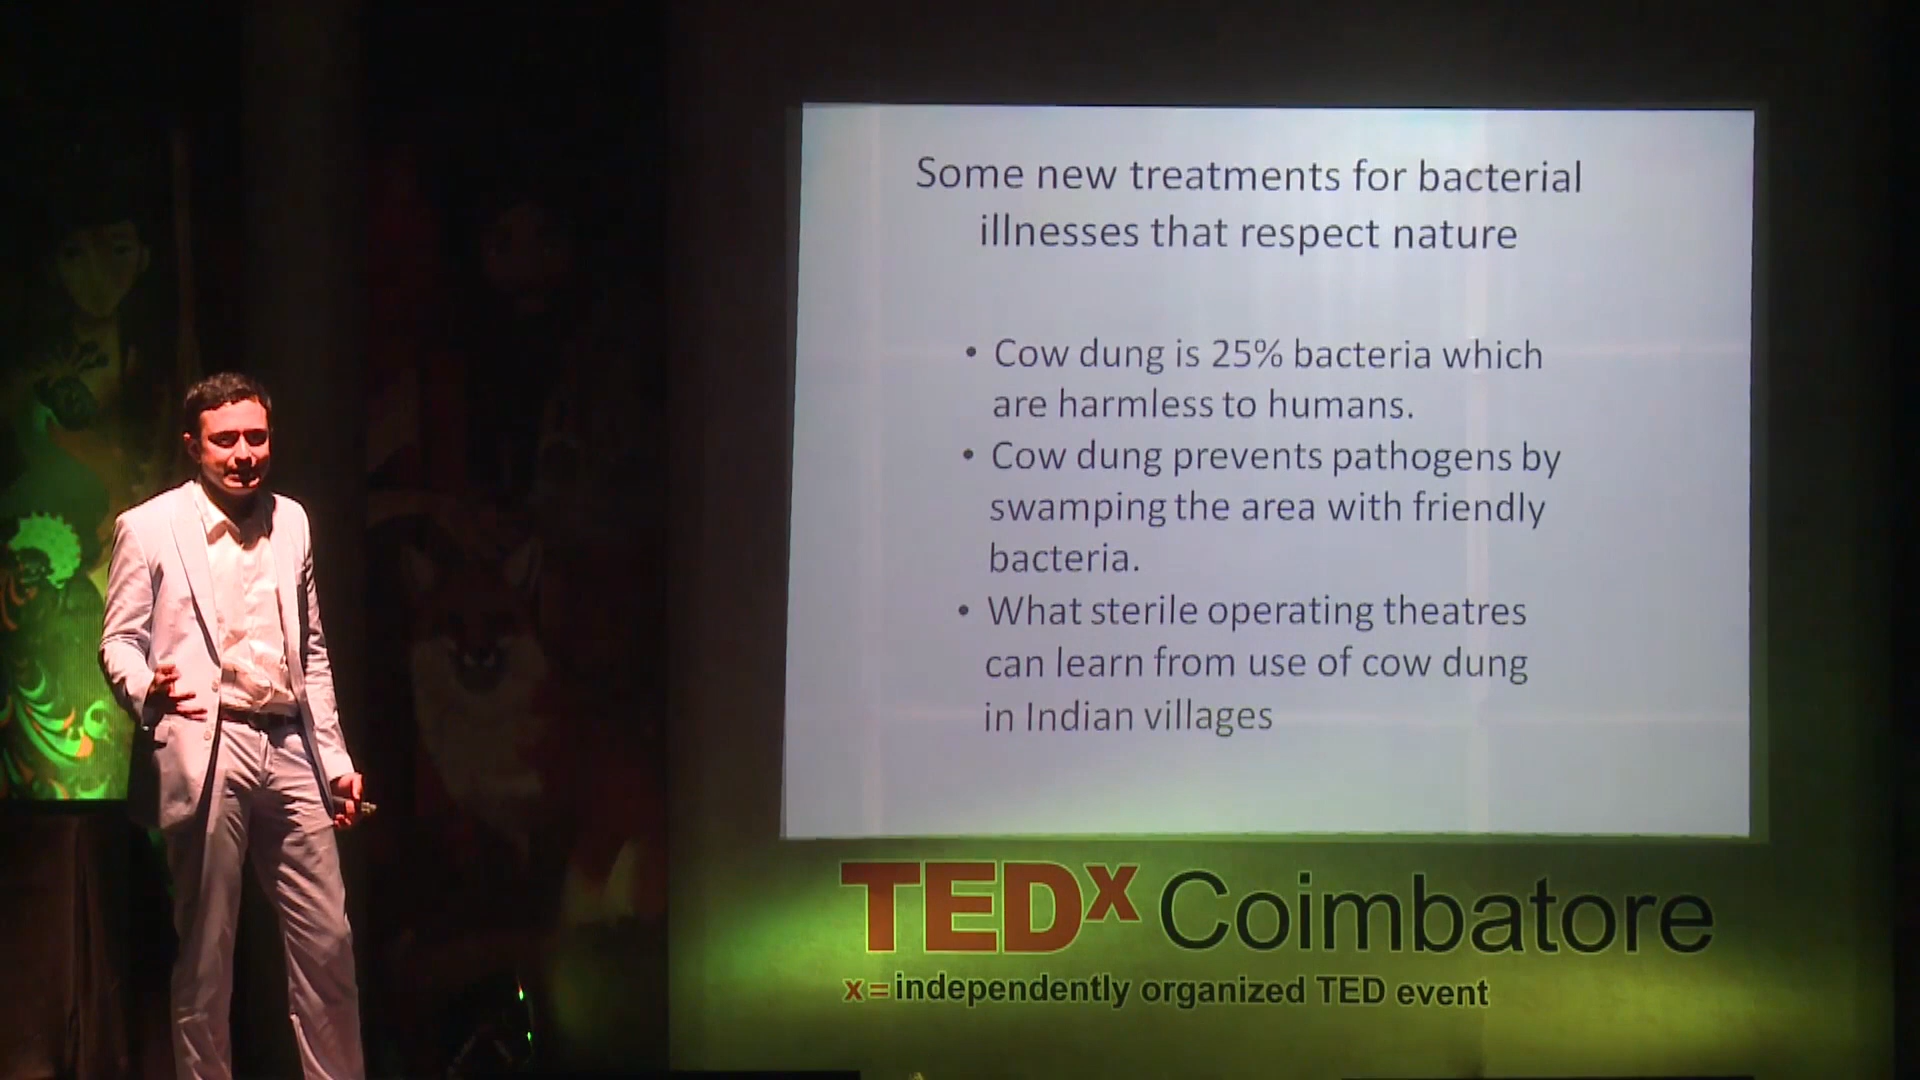 Some new treatments for bacterial
illnesses that respect nature
• Cow dung is 25% bacteria which
are harmless to humans.
• Cow dung prevents pathogens by
swamping the area with friendly
bacteria.
• What sterile operating theatres
can learn from use of cow dung
in Indian villages
TEDx Coimbatore
x = independently organized TED event